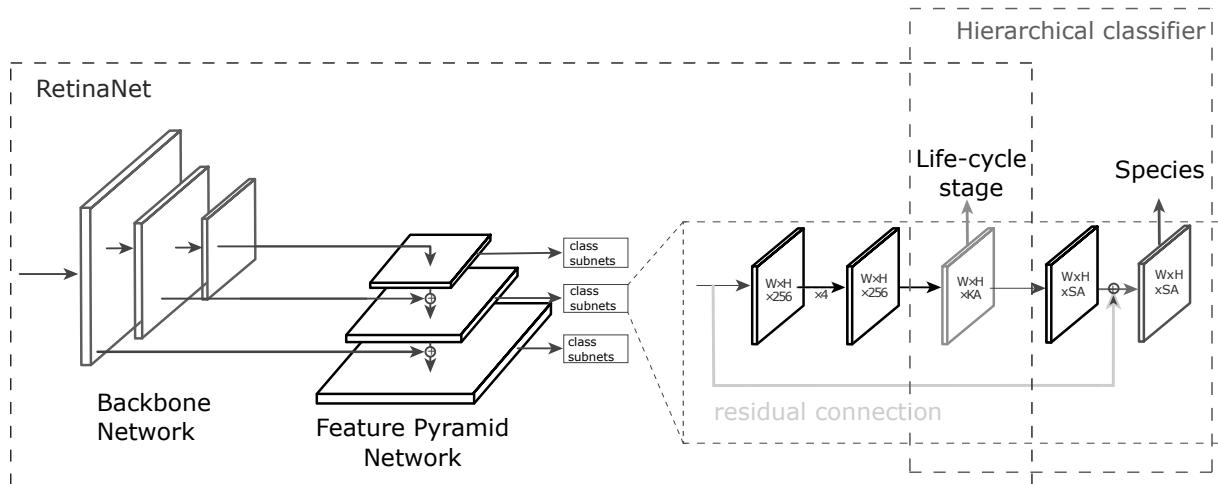 Hierarchical classifier
RetinaNet
Life-cycle
stage
Species
class
subnets
class
subnets
class
subnets
W×H
×256
×4
W×H
×256
W×H
×KA
W×H
×SA
W×H
×SA
residual connection
Backbone
Network
Feature Pyramid
Network